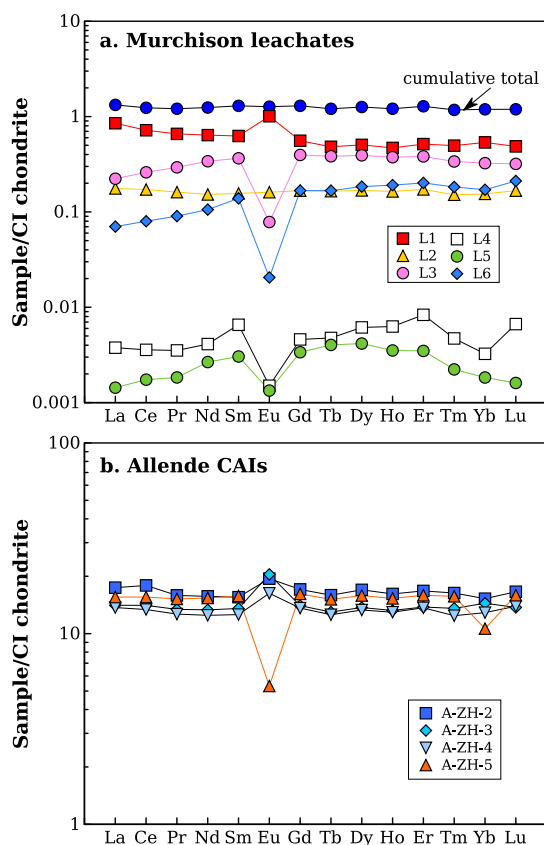 a. Murchison leachates
cumulative total
Sample/CI chondrite
10
1
0.1
0.01
0.001
L1 L4
L2 L5
L3 L6
La Ce Pr Nd Sm Eu Gd Tb Dy Ho Er Tm Yb Lu
b. Allende CAIs
Sample/CI chondrite
100
10
1
A-ZH-2
A-ZH-3
A-ZH-4
A-ZH-5
La Ce Pr Nd Sm Eu Gd Tb Dy Ho Er Tm Yb Lu